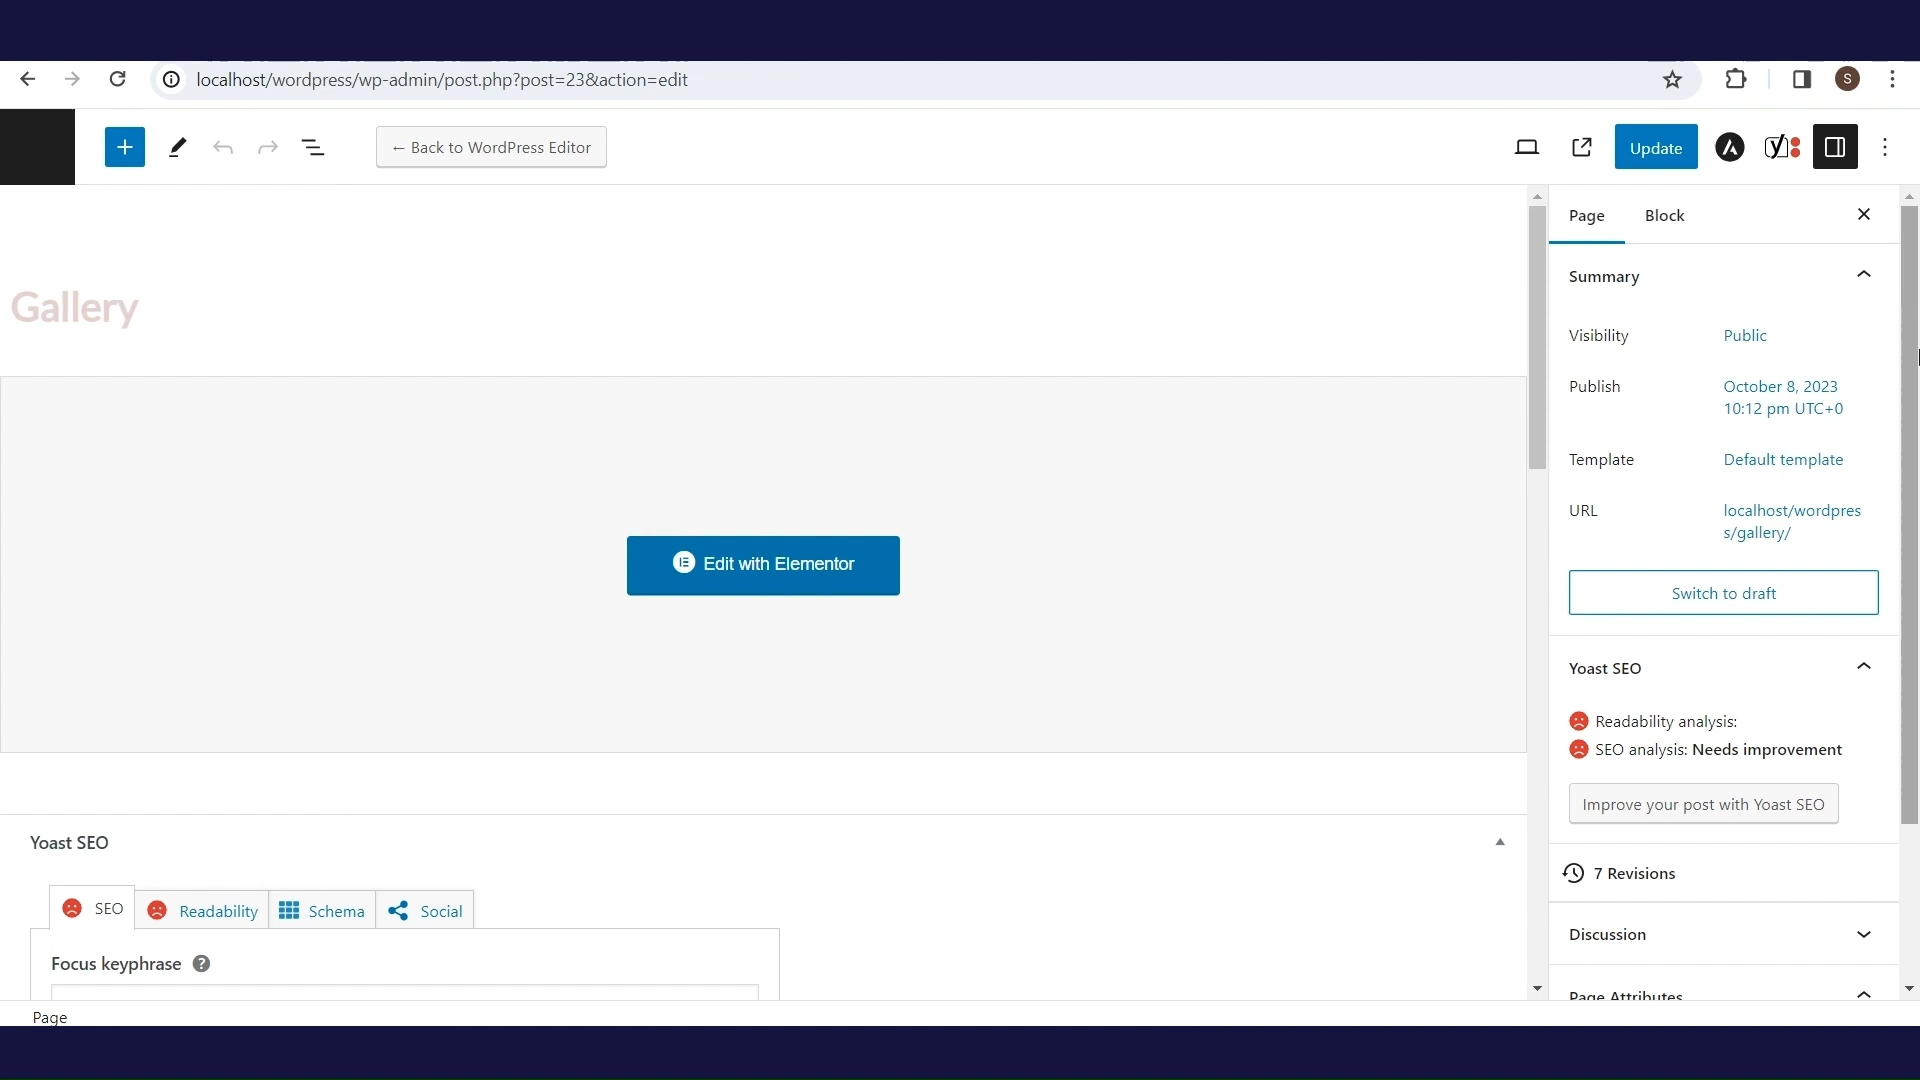 localhost/wordpress/wp-admin/post.php?post=23&action=edit
S
← Back to WordPress Editor
Update
Page Block
Gallery
Summary
Visibility Public
Publish October 8, 2023
10:12 pm UTC+0
Template Default template
URL localhost/wordpres
s/gallery/
Edit with Elementor
Switch to draft
Yoast SEO
Readability analysis:
SEO analysis: Needs improvement
Improve your post with Yoast SEO
7 Revisions
Discussion
Page Attributes
Yoast SEO
SEO Readability Schema Social
Focus keyphrase ?
Page